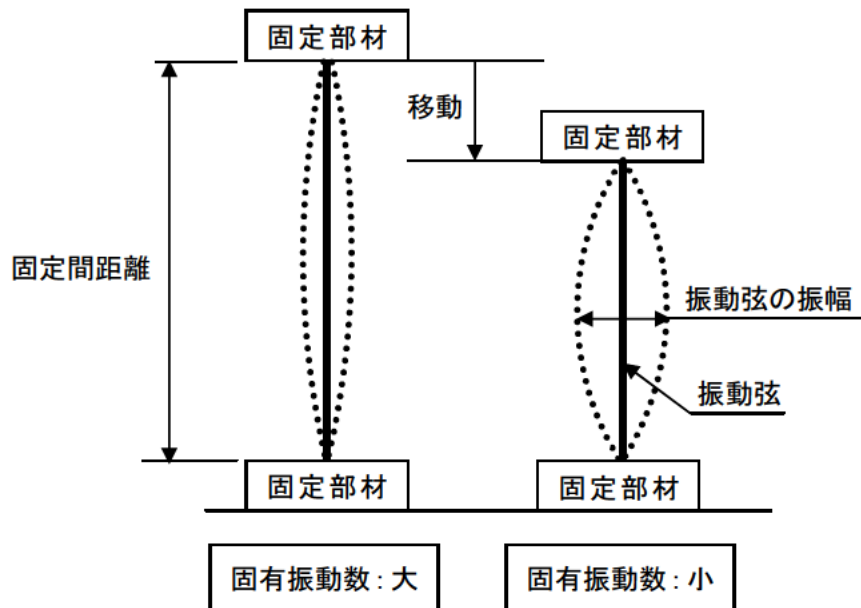 固定部材
移動
固定部材
固定間距離
振動弦の振幅
振動弦
固定部材
固定部材
固有振動数：大
固有振動数：小